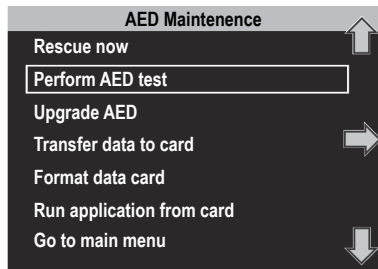 AED Maintenence
Rescue now
Perform AED test
Upgrade AED
Transfer data to card
Format data card
Run application from card
Go to main menu